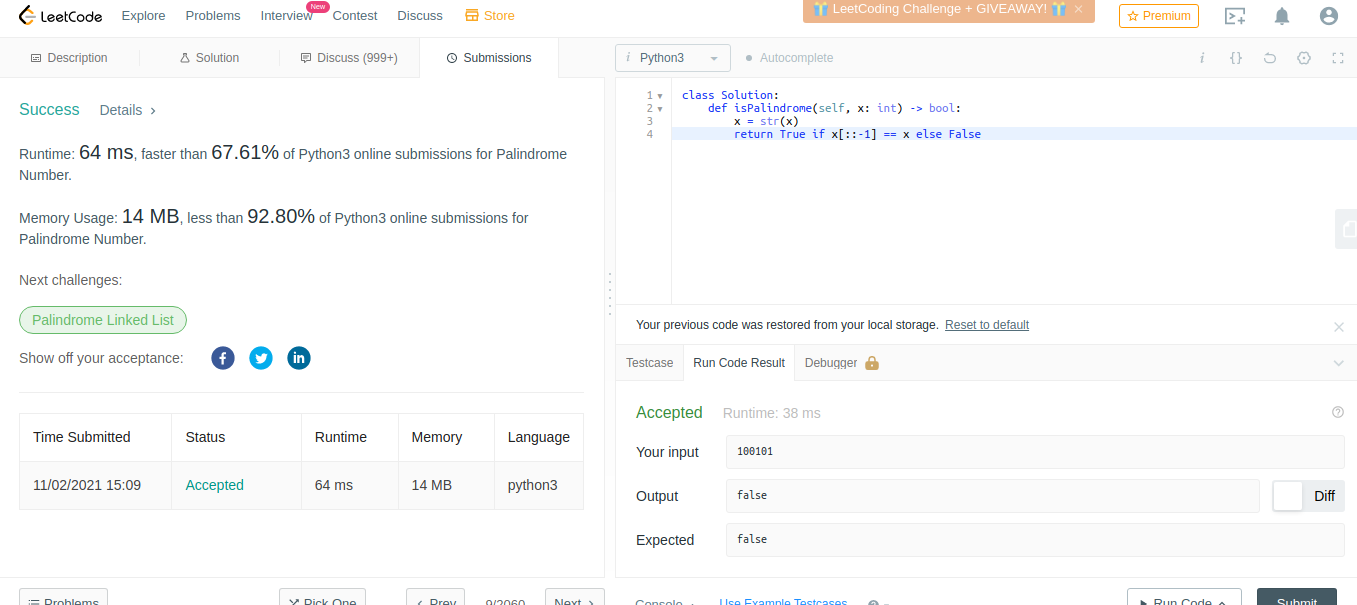 LeetCode Explore Problems Interview New Contest Discuss Store LeetCoding Challenge + GIVEAWAY! × Premium
Description Solution Discuss (999+) Submissions
i Python3 Autocomplete i {}
Success Details >
Runtime: 64 ms, faster than 67.61% of Python3 online submissions for Palindrome
Number.
Memory Usage: 14 MB, less than 92.80% of Python3 online submissions for
Palindrome Number.
Next challenges:
Palindrome Linked List
Show off your acceptance: f in
Time Submitted Status Runtime Memory Language
11/02/2021 15:09 Accepted 64 ms 14 MB python3
Problems Pick One < Prev 9/2060 Next >
1 class Solution:
2 def isPalindrome(self, x: int) -> bool:
3 x = str(x)
4 return True if x[::-1] == x else False
Your previous code was restored from your local storage. Reset to default
Testcase Run Code Result Debugger
Accepted Runtime: 38 ms
Your input 100101
Output false Diff
Expected false
Console Use Example Testcases Run Code Submit